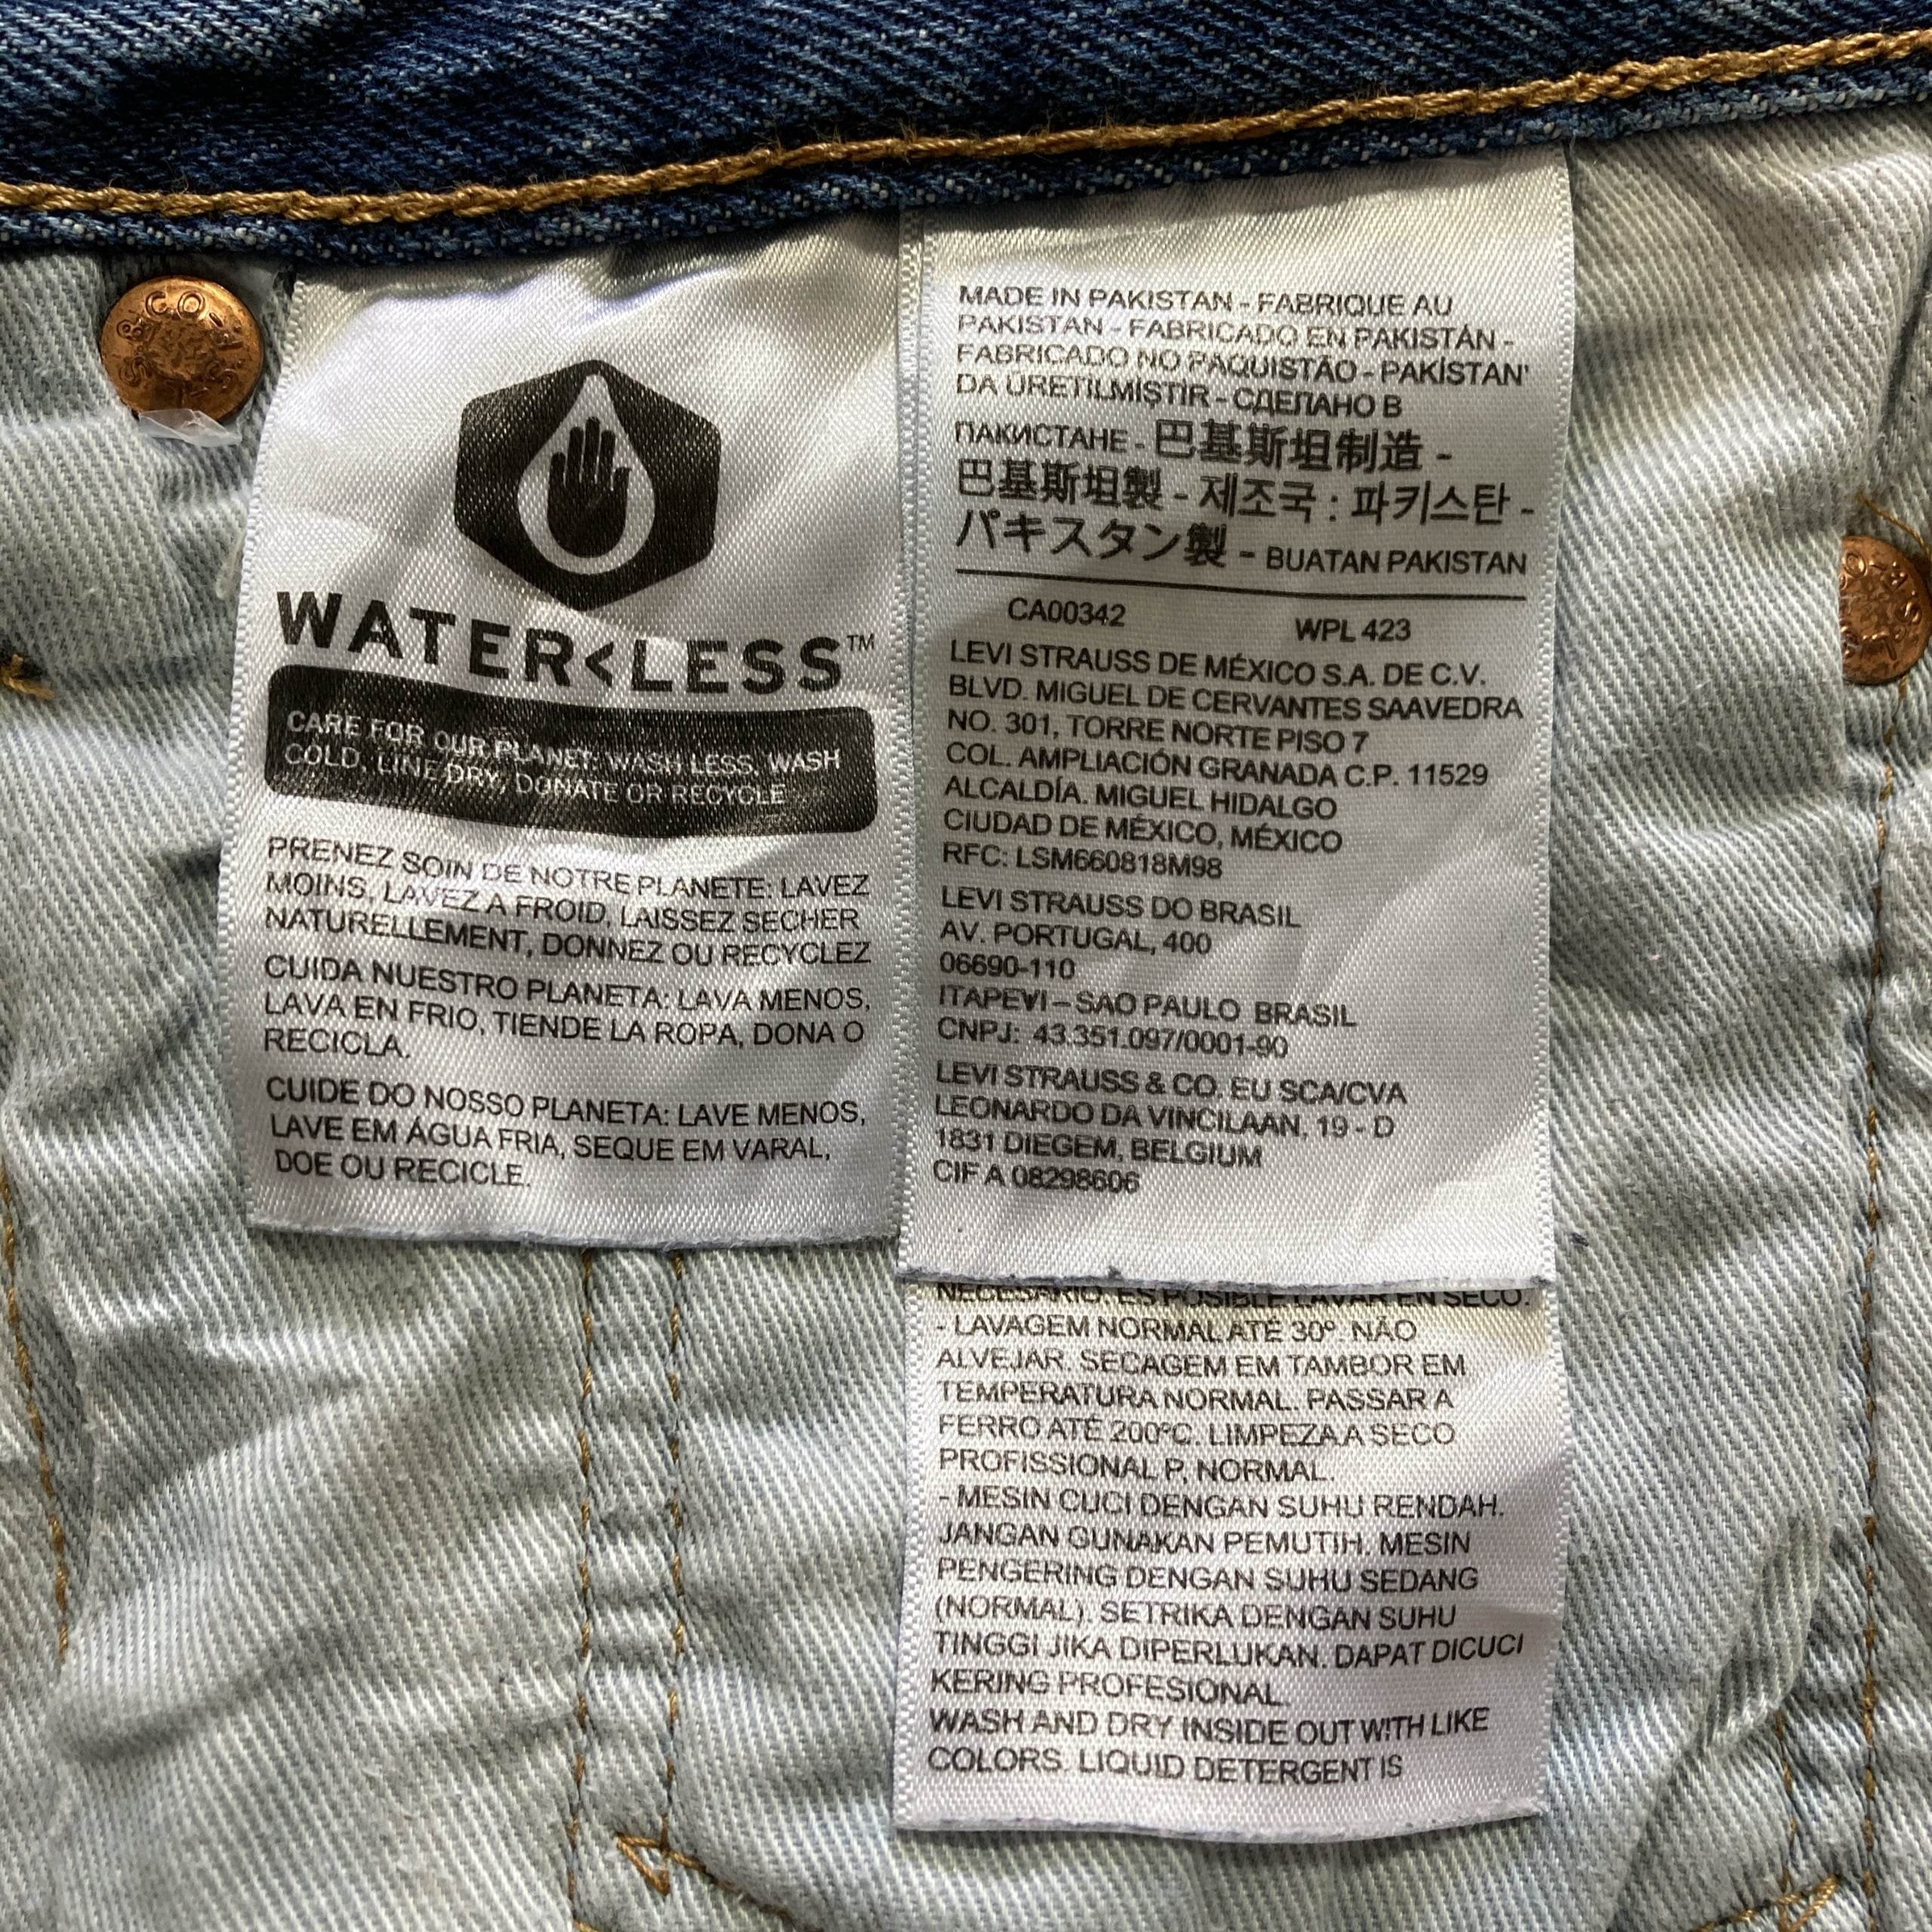 WATER<LESS™
CARE FOR OUR PLANET: WASH LESS, WASH
COLD, LINE DRY, DONATE OR RECYCLE
PRENEZ SOIN DE NOTRE PLANETE: LAVEZ
MOINS, LAVEZ A FROID, LAISSEZ SECHER
NATURELLEMENT, DONNEZ OU RECYCLEZ
CUIDA NUESTRO PLANETA: LAVA MENOS,
LAVA EN FRIO, TIENDE LA ROPA, DONA O
RECICLA.
CUIDE DO NOSSO PLANETA: LAVE MENOS,
LAVE EM ÁGUA FRIA, SEQUE EM VARAL,
DOE OU RECICLE.
MADE IN PAKISTAN - FABRIQUE AU
PAKISTAN - FABRICADO EN PAKISTÁN -
FABRICADO NO PAQUISTÃO - PAKİSTAN'
DA ÜRETILMIŞTIR - СДЕЛАНО В
ПАКИСТАНЕ - 巴基斯坦制造 -
巴基斯坦製 - 제조국 : 파키스탄 -
パキスタン製 - BUATAN PAKISTAN
CA00342 WPL 423
LEVI STRAUSS DE MÉXICO S.A. DE C.V.
BLVD. MIGUEL DE CERVANTES SAAVEDRA
NO. 301, TORRE NORTE PISO 7
COL. AMPLIACIÓN GRANADA C.P. 11529
ALCALDÍA. MIGUEL HIDALGO
CIUDAD DE MÉXICO, MÉXICO
RFC: LSM660818M98
LEVI STRAUSS DO BRASIL
AV. PORTUGAL, 400
06690-110
ITAPEVI – SAO PAULO BRASIL
CNPJ: 43.351.097/0001-90
LEVI STRAUSS & CO. EU SCA/CVA
LEONARDO DA VINCILAAN, 19 - D
1831 DIEGEM, BELGIUM
CIF A 08298606
NECESARIO. ES POSIBLE LAVAR EN SECO.
- LAVAGEM NORMAL ATÉ 30º. NÃO
ALVEJAR. SECAGEM EM TAMBOR EM
TEMPERATURA NORMAL. PASSAR A
FERRO ATÉ 200ºC. LIMPEZA A SECO
PROFISSIONAL P, NORMAL.
- MESIN CUCI DENGAN SUHU RENDAH.
JANGAN GUNAKAN PEMUTIH. MESIN
PENGERING DENGAN SUHU SEDANG
(NORMAL). SETRIKA DENGAN SUHU
TINGGI JIKA DIPERLUKAN. DAPAT DICUCI
KERING PROFESIONAL.
WASH AND DRY INSIDE OUT WITH LIKE
COLORS. LIQUID DETERGENT IS